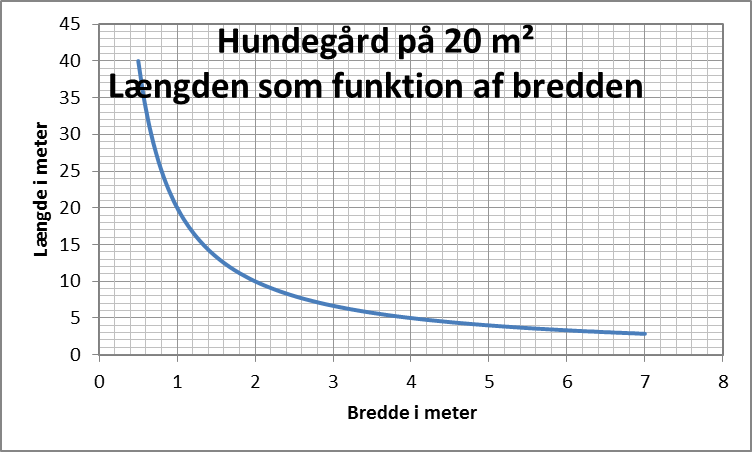 Hundegård på 20 m²
Længden som funktion af bredden
Længde i meter
45
40
35
30
25
20
15
10
5
0
0 1 2 3 4 5 6 7 8
Bredde i meter